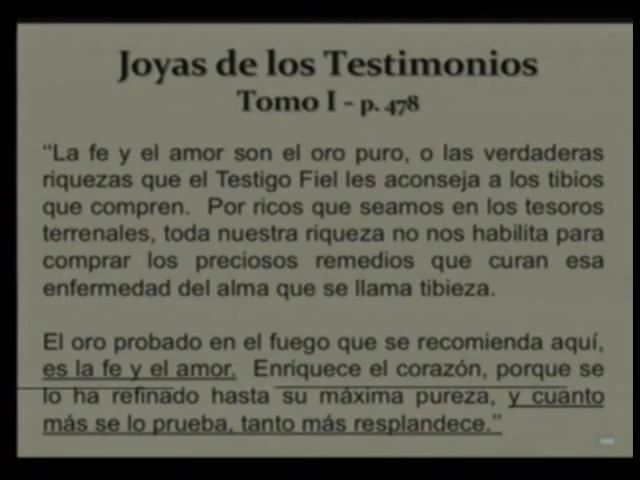 Joyas de los Testimonios
Tomo I - p. 478
“La fe y el amor son el oro puro, o las verdaderas
riquezas que el Testigo Fiel les aconseja a los tibios
que compren. Por ricos que seamos en los tesoros
terrenales, toda nuestra riqueza no nos habilita para
comprar los preciosos remedios que curan esa
enfermedad del alma que se llama tibieza.
El oro probado en el fuego que se recomienda aquí,
es la fe y el amor. Enriquece el corazón, porque se
lo ha refinado hasta su máxima pureza, y cuanto
más se lo prueba, tanto más resplandece.”